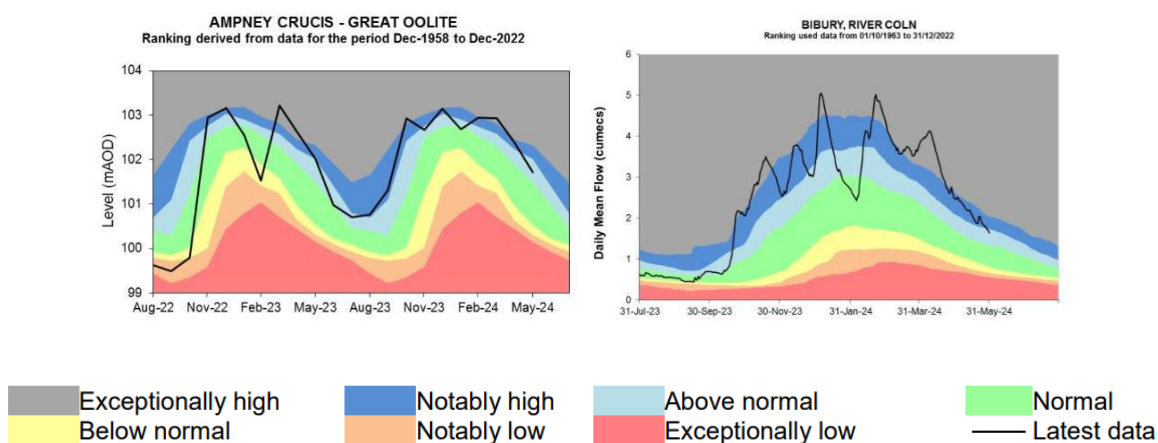 AMPNEY CRUCIS - GREAT OOLITE
Ranking derived from data for the period Dec-1958 to Dec-2022
104
103
102
101
100
99
Level (mAOD)
Aug-22 Nov-22 Feb-23 May-23 Aug-23 Nov-23 Feb-24 May-24
BIBURY, RIVER COLN
Ranking used data from 01/10/1963 to 31/12/2022
6
5
4
3
2
1
0
Daily Mean Flow (cumecs)
31-Jul-23 30-Sep-23 30-Nov-23 31-Jan-24 31-Mar-24 31-May-24
Exceptionally high Notably high Above normal Normal
Below normal Notably low Exceptionally low Latest data